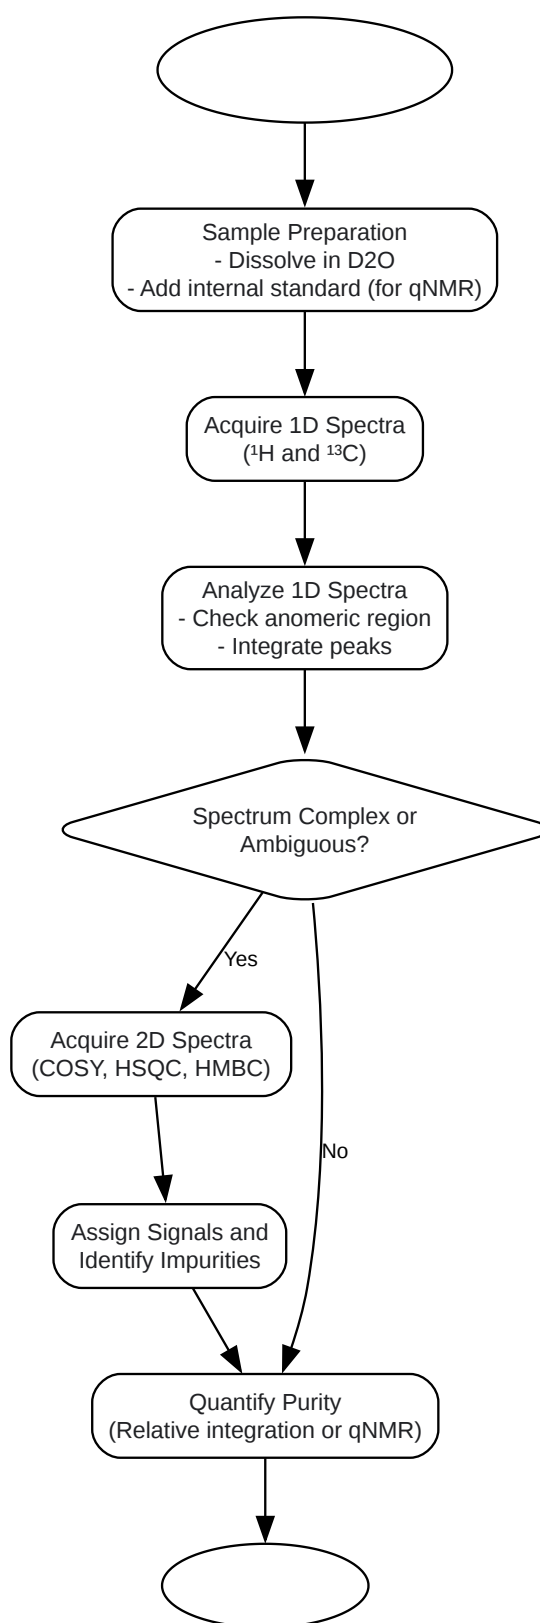 Sample Preparation
- Dissolve in D2O
- Add internal standard (for qNMR)
Acquire 1D Spectra
(¹H and ¹³C)
Analyze 1D Spectra
- Check anomeric region
- Integrate peaks
Spectrum Complex or
Ambiguous?
Yes
Acquire 2D Spectra
(COSY, HSQC, HMBC)
No
Assign Signals and
Identify Impurities
Quantify Purity
(Relative integration or qNMR)